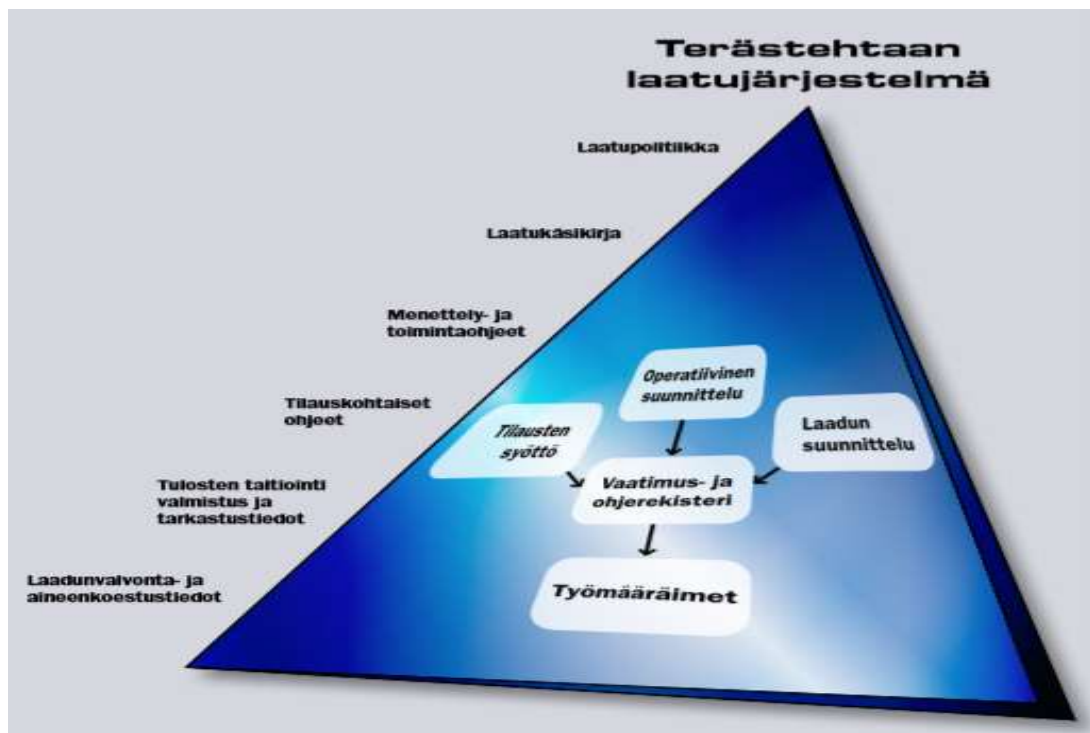 Terästehtaan
laatujärjestelmä
Laatupolitiikka
Laatukäsikirja
Menettely- ja
toimintaohjeet
Tilauskohtaiset
ohjeet
Tulosten taltiointi
valmistus ja
tarkastustiedot
Laadunvalvonta- ja
aineenkoestustiedot
Operatiivinen
suunnittelu
Tilausten
syöttö
Laadun
suunnittelu
Vaatimus- ja
ohjerekisteri
Työmääräimet